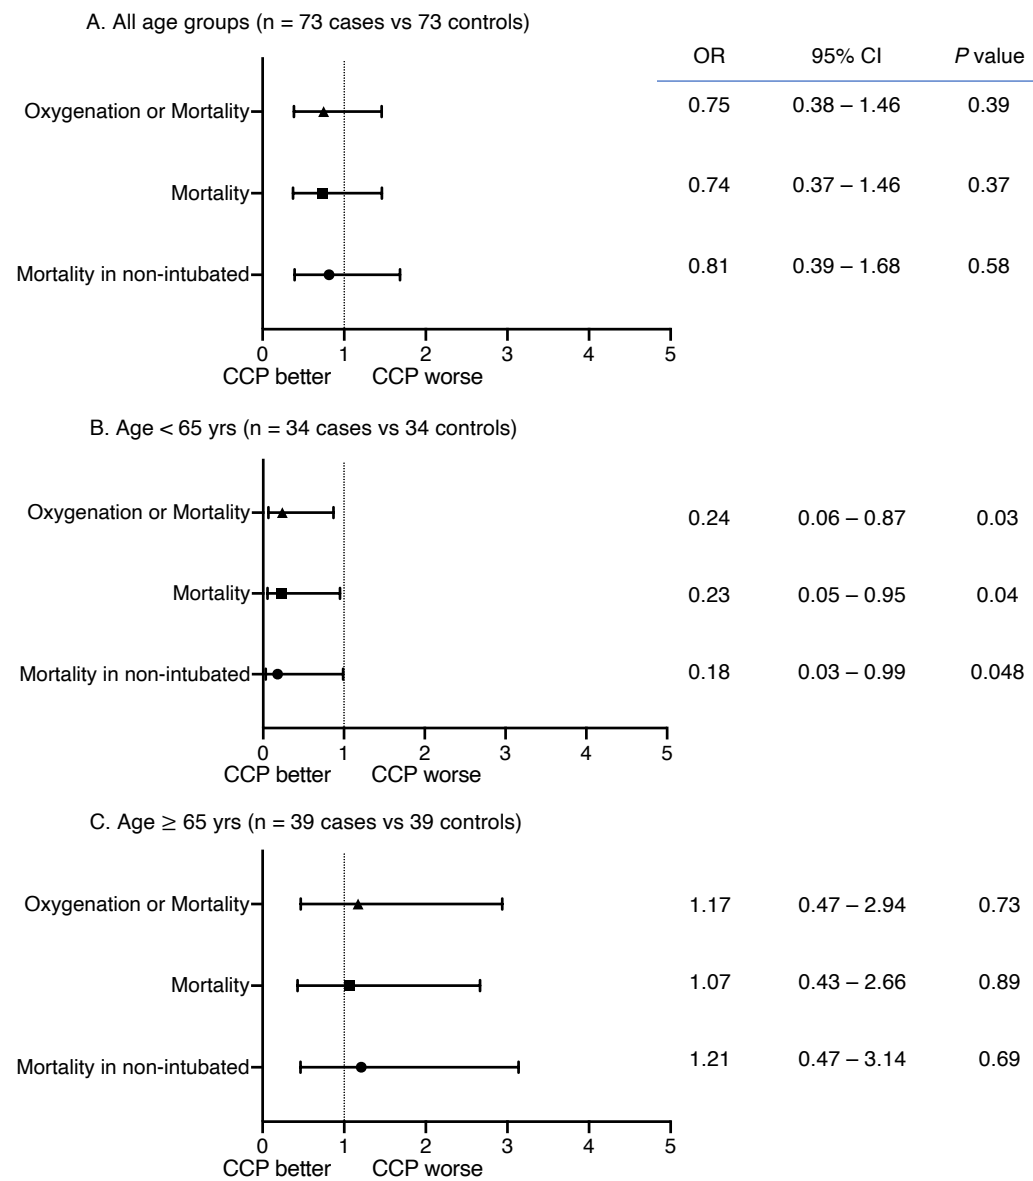 A. All age groups (n = 73 cases vs 73 controls)
OR 95% CI P value
Oxygenation or Mortality 0.75 0.38 – 1.46 0.39
Mortality 0.74 0.37 – 1.46 0.37
Mortality in non-intubated 0.81 0.39 – 1.68 0.58
0 1 2 3 4 5
CCP better CCP worse
B. Age < 65 yrs (n = 34 cases vs 34 controls)
Oxygenation or Mortality 0.24 0.06 – 0.87 0.03
Mortality 0.23 0.05 – 0.95 0.04
Mortality in non-intubated 0.18 0.03 – 0.99 0.048
0 1 2 3 4 5
CCP better CCP worse
C. Age ≥ 65 yrs (n = 39 cases vs 39 controls)
Oxygenation or Mortality 1.17 0.47 – 2.94 0.73
Mortality 1.07 0.43 – 2.66 0.89
Mortality in non-intubated 1.21 0.47 – 3.14 0.69
0 1 2 3 4 5
CCP better CCP worse